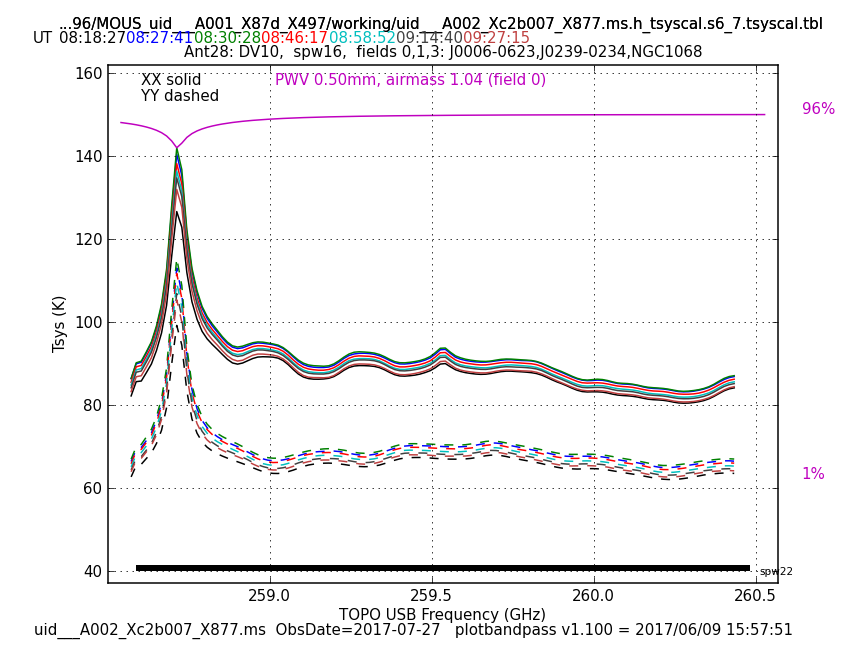 ...96/MOUS_uid___A001_X87d_X497/working/uid___A002_Xc2b007_X877.ms.h_tsyscal.s6_7.tsyscal.tbl
UT 08:18:27 08:27:41 08:30:28 08:46:17 08:58:52 09:14:40 09:27:15
Ant28: DV10, spw16, fields 0,1,3: J0006-0623,J0239-0234,NGC1068
XX solid
YY dashed
PWV 0.50mm, airmass 1.04 (field 0)
96%
1%
160
140
120
100
80
60
40
Tsys (K)
spw22
259.0 259.5 260.0 260.5
TOPO USB Frequency (GHz)
uid___A002_Xc2b007_X877.ms ObsDate=2017-07-27 plotbandpass v1.100 = 2017/06/09 15:57:51